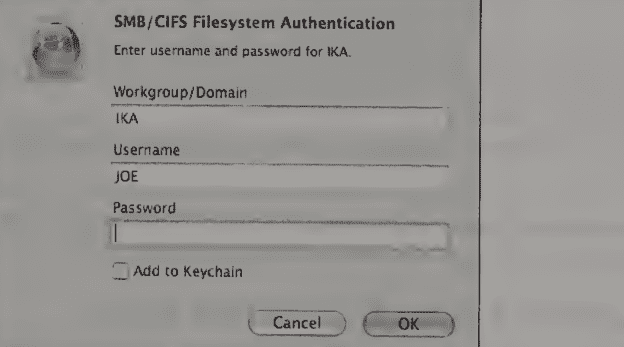 SMB/CIFS Filesystem Authentication
Enter username and password for IKA.
Workgroup/Domain
IKA
Username
JOE
Password
Add to Keychain
Cancel
OK